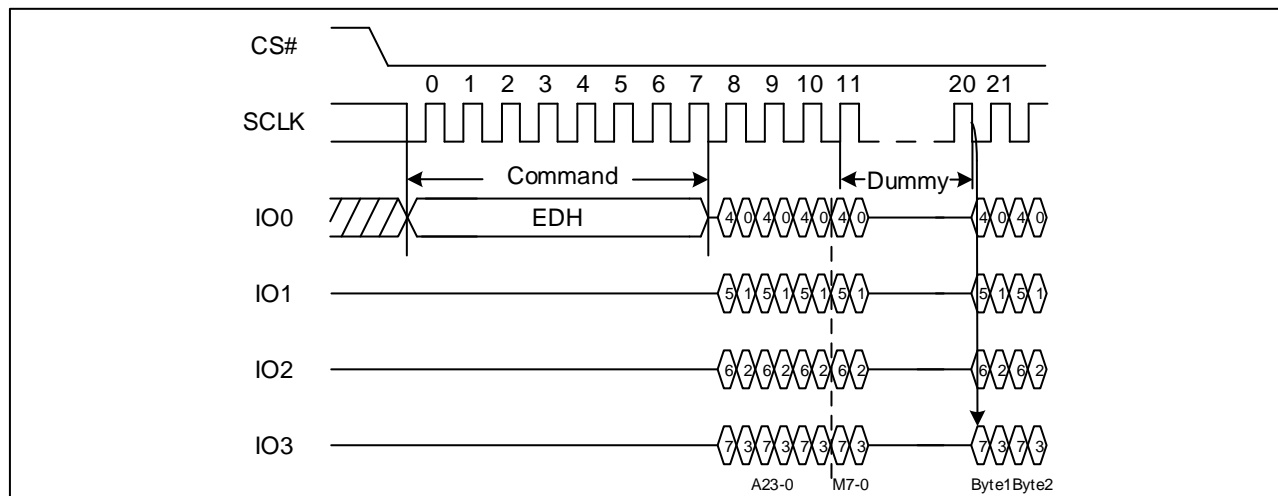 CS#
0 1 2 3 4 5 6 7 8 9 10 11 20 21
SCLK
Command Dummy
IO0 EDH 4 0 4 0 4 0 4 0 4 0 4 0
IO1 5 1 5 1 5 1 5 1 5 1 5 1
IO2 6 2 6 2 6 2 6 2 6 2 6 2
IO3 7 3 7 3 7 3 7 3 7 3 7 3
A23-0 M7-0 Byte1 Byte2